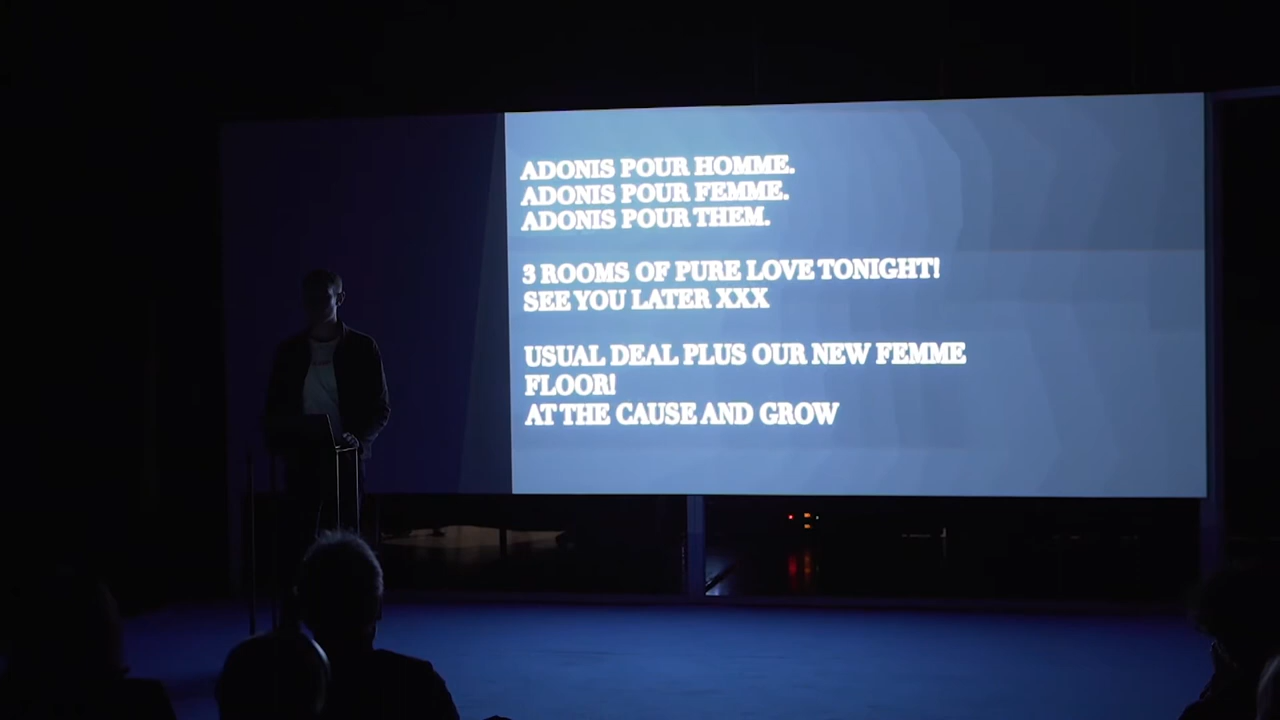 ADONIS POUR HOMME.
ADONIS POUR FEMME.
ADONIS POUR THEM.
3 ROOMS OF PURE LOVE TONIGHT!
SEE YOU LATER XXX
USUAL DEAL PLUS OUR NEW FEMME
FLOOR!
AT THE CAUSE AND GROW